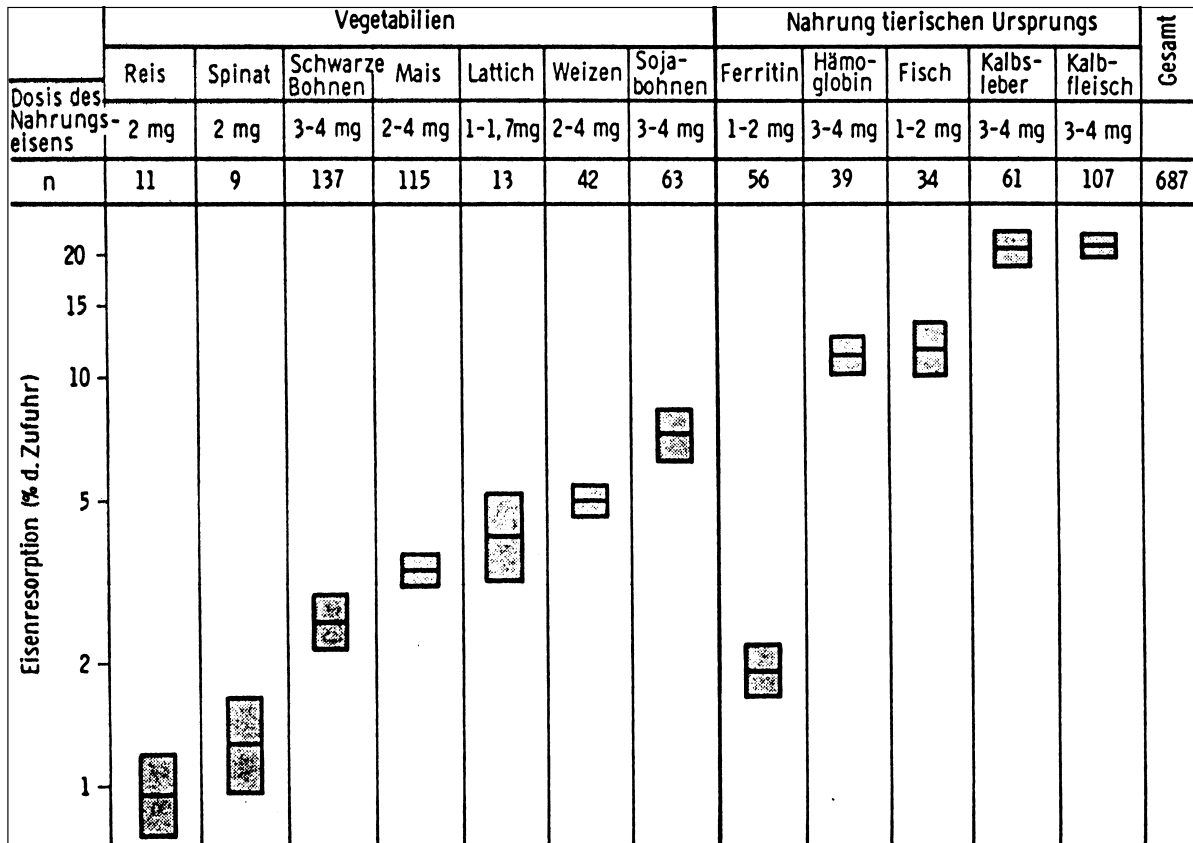 Vegetabilien Nahrung tierischen Ursprungs Gesamt
Reis Spinat Schwarze Bohnen Mais Lattich Weizen Soja-bohnen Ferritin Hämo-globin Fisch Kalbs-leber Kalb-fleisch
Dosis des
Nahrungs-
eisens
2 mg 2 mg 3-4 mg 2-4 mg 1-1,7mg 2-4 mg 3-4 mg 1-2 mg 3-4 mg 1-2 mg 3-4 mg 3-4 mg
n 11 9 137 115 13 42 63 56 39 34 61 107 687
Eisenresorption (% d. Zufuhr)
20
15
10
5
2
1